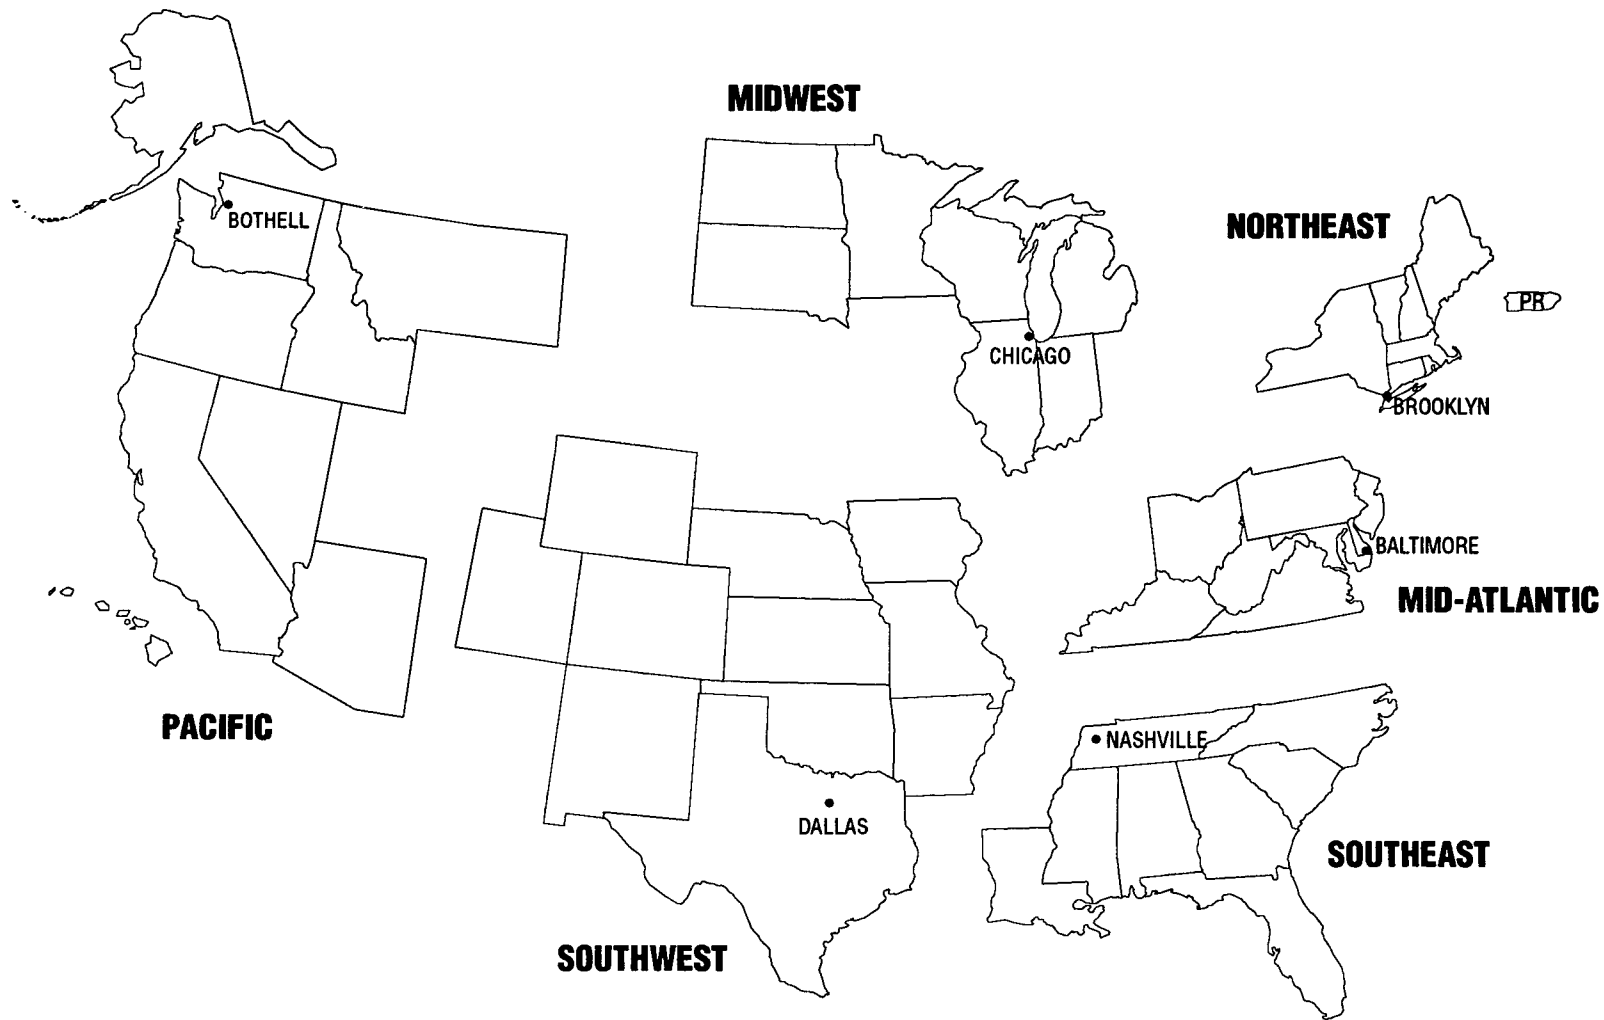 MIDWEST
BOTHELL
NORTHEAST
PR
CHICAGO
BROOKLYN
BALTIMORE
MID-ATLANTIC
PACIFIC
NASHVILLE
DALLAS
SOUTHEAST
SOUTHWEST